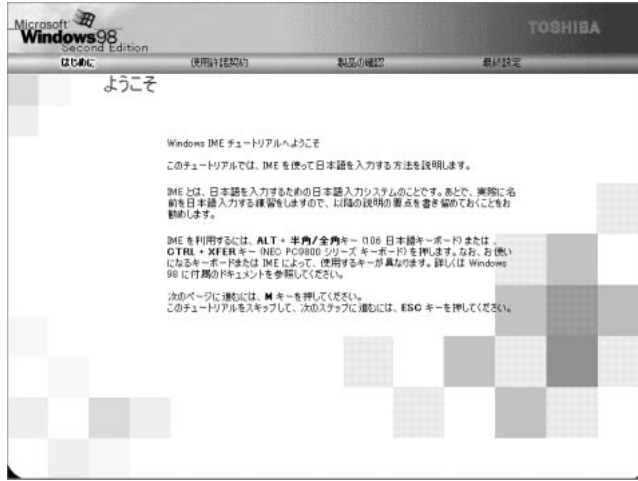 Microsoft
Windows98
Second Edition
TOSHIBA
はじめに
使用許諾契約
製品の確認
最終設定
ようこそ
Windows IME チュートリアルへようこそ
このチュートリアルでは、IME を使って日本語を入力する方法を説明します。
IME とは、日本語を入力するための日本語入力システムのことです。あとで、実際に名
前を日本語入力する練習をしますので、以降の説明の要点を書き留めておくことをお
勧めします。
IME を利用するには、ALT + 半角/全角キー (106 日本語キーボード) または 、
CTRL + XFER キー (NEC PC9800 シリーズ キーボード) を押します。なお、お使い
になるキーボードまたは IME によって、使用するキーが異なります。詳しくは Windows
98 に付属のドキュメントを参照してください。
次のページに進むには、M キーを押してください。
このチュートリアルをスキップして、次のステップに進むには、ESC キーを押してください。